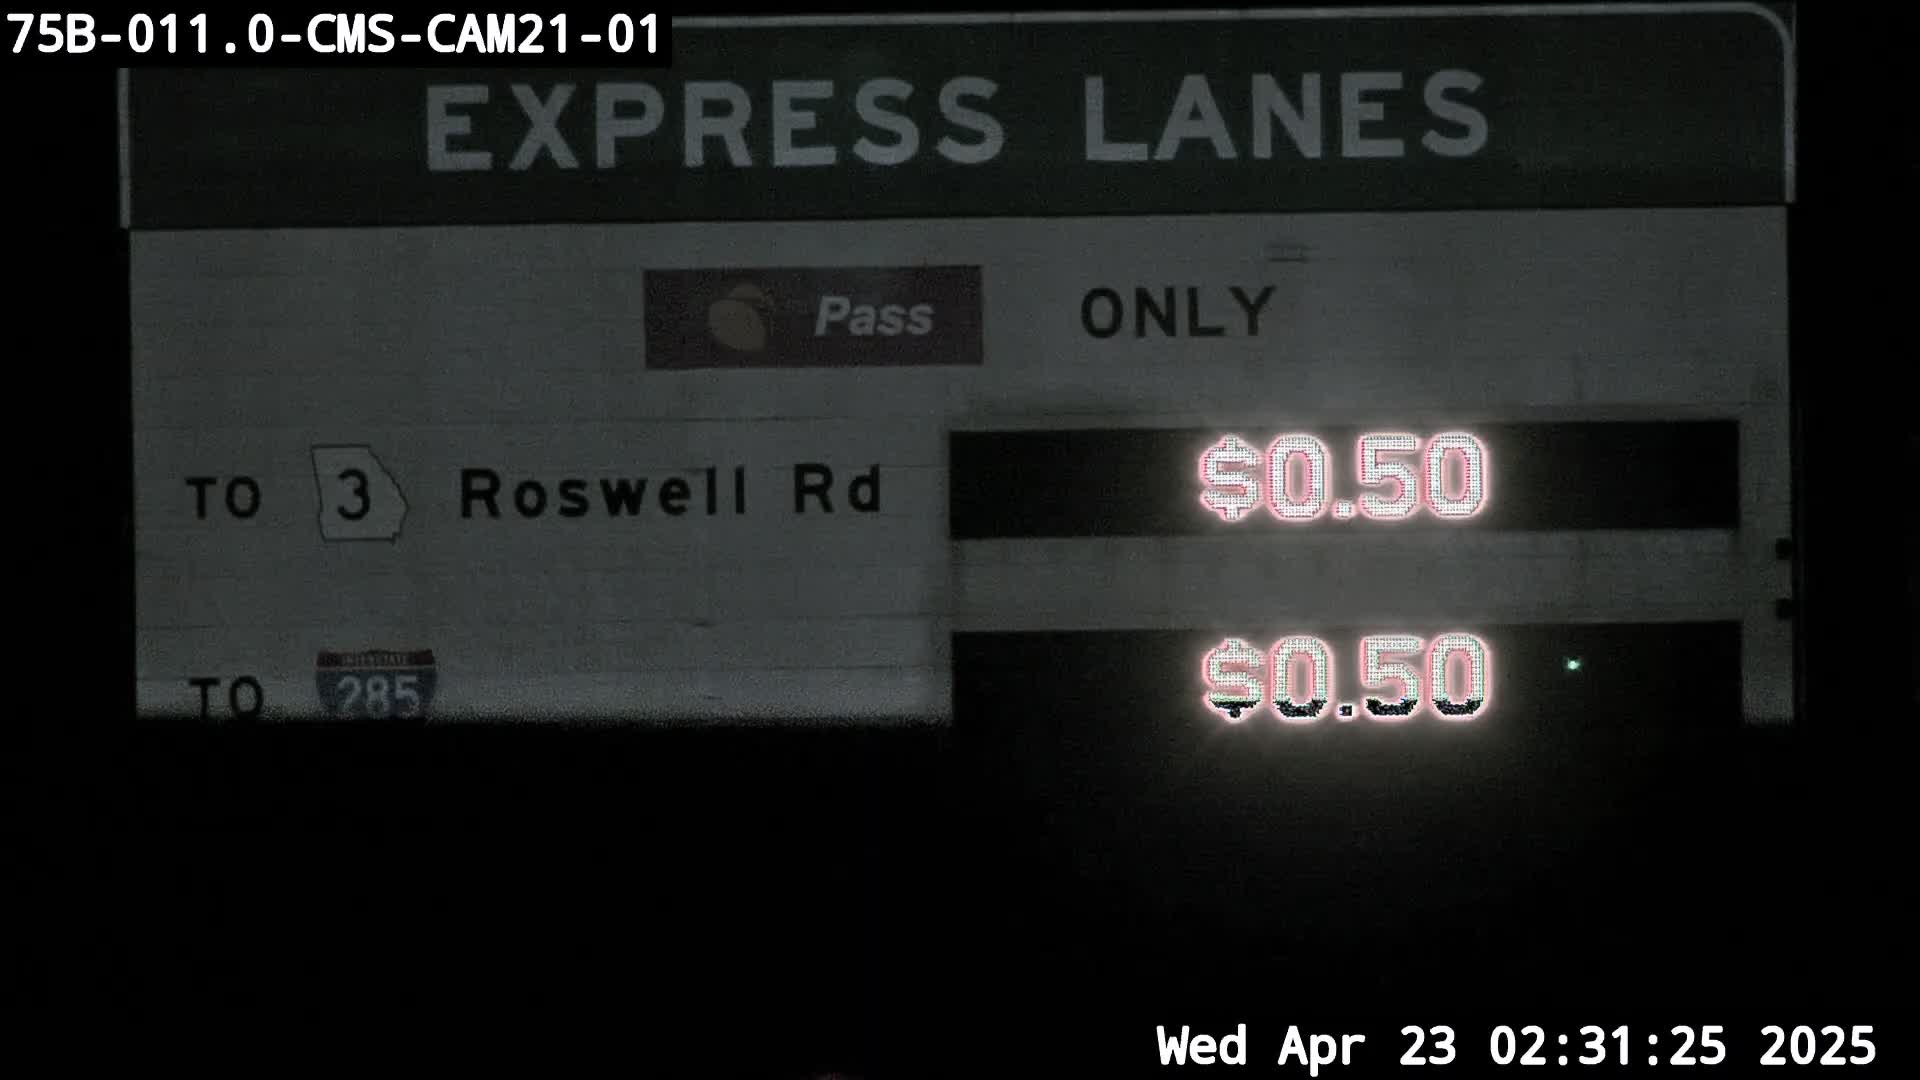 75B-011.0-CMS-CAM21-01
EXPRESS LANES
Pass ONLY
TO 3 Roswell Rd $0.50
TO INTERSTATE 285 $0.50
Wed Apr 23 02:31:25 2025